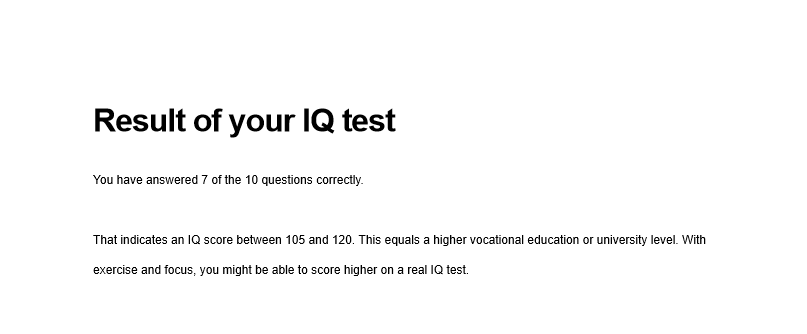 Result of your IQ test
You have answered 7 of the 10 questions correctly.
That indicates an IQ score between 105 and 120. This equals a higher vocational education or university level. With
exercise and focus, you might be able to score higher on a real IQ test.